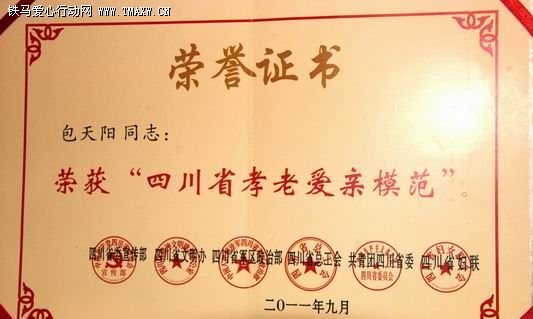 铁马爱心行动网 WWW.TMAXW.CN
荣誉证书
包天阳同志：
荣获“四川省孝老爱亲模范”。
四川省委宣传部 四川省文明办 四川省军区政治部 四川省总工会 共青团四川省委 四川省妇联
二〇一一年九月